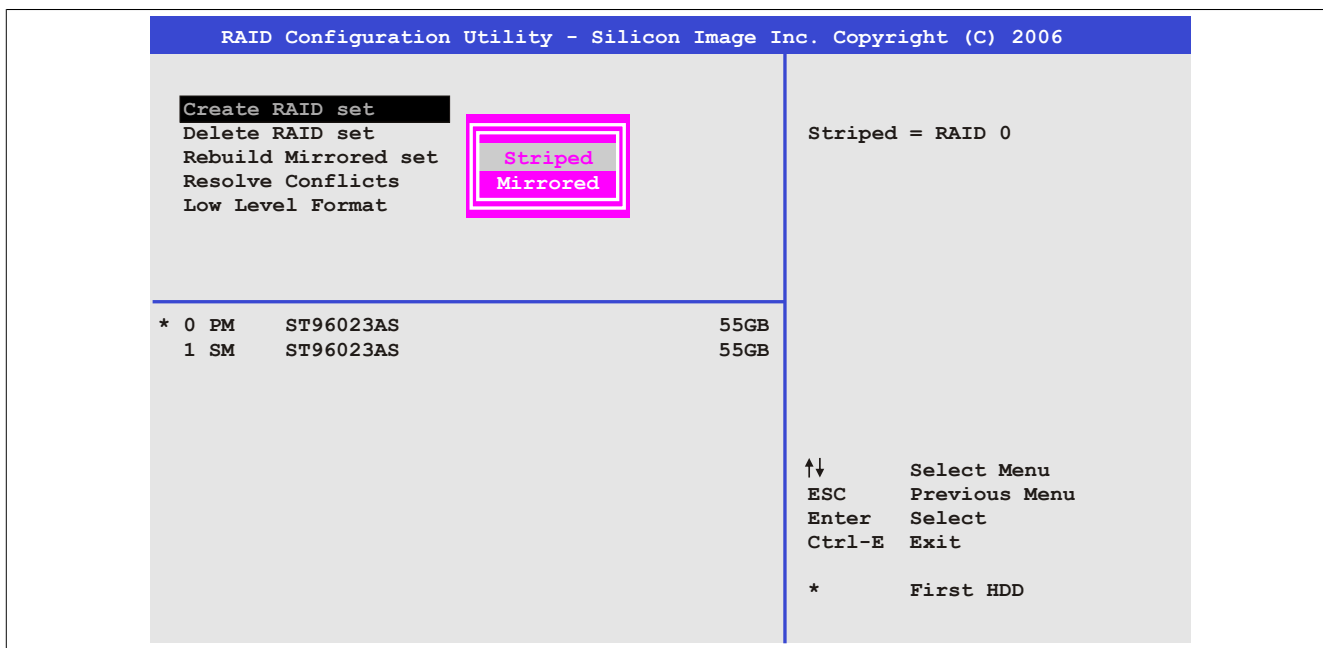 RAID Configuration Utility - Silicon Image Inc. Copyright (C) 2006
Create RAID set
Delete RAID set
Rebuild Mirrored set
Resolve Conflicts
Low Level Format
Striped
Mirrored
Striped = RAID 0
* 0 PM ST96023AS 55GB
1 SM ST96023AS 55GB
↑↓ Select Menu
ESC Previous Menu
Enter Select
Ctrl-E Exit
* First HDD